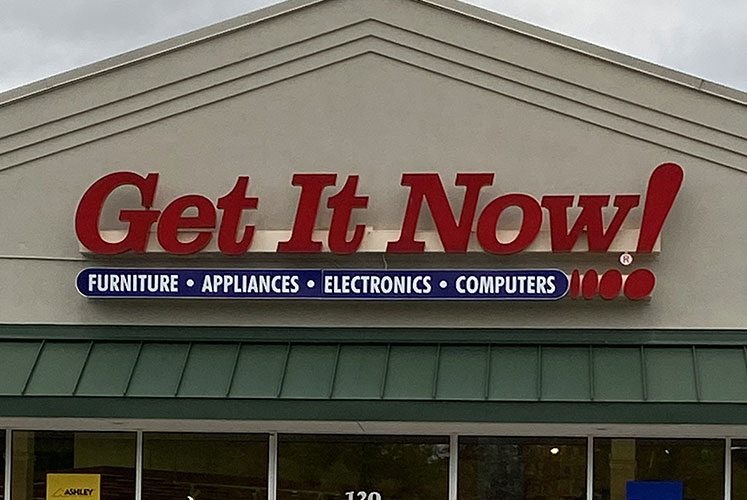 Get It Now!
®
FURNITURE • APPLIANCES • ELECTRONICS • COMPUTERS
ASHLEY
120